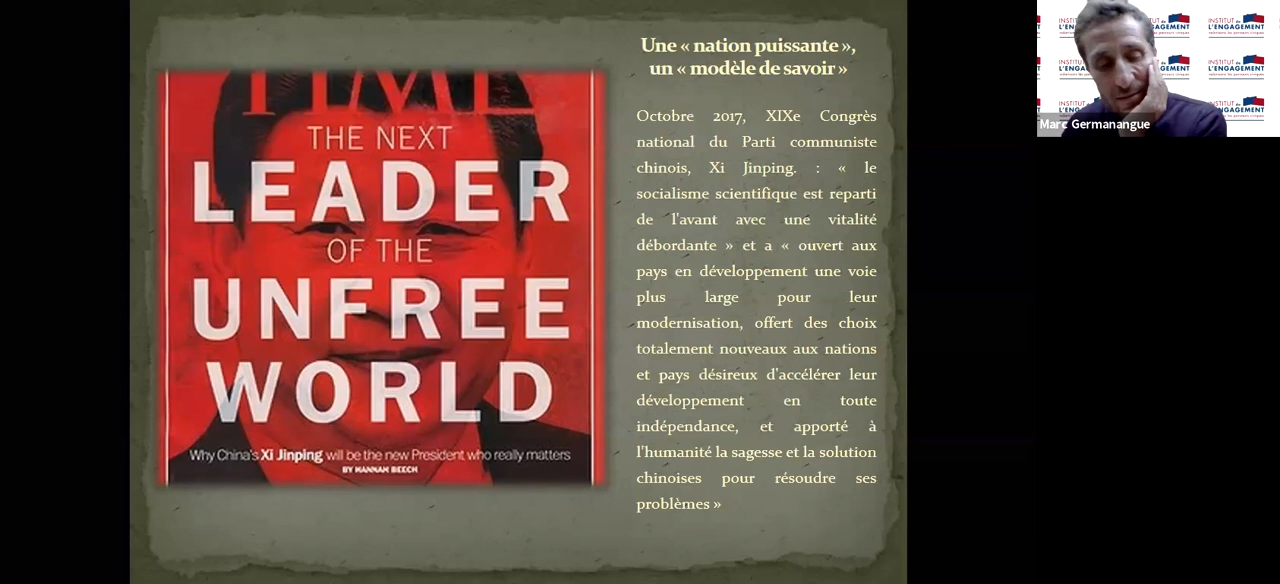 TIME
THE NEXT
LEADER
OF THE
UNFREE
WORLD
Why China's Xi Jinping will be the new President who really matters
BY HANNAH BEECH
Une « nation puissante »,
un « modèle de savoir »
Octobre 2017, XIXe Congrès
national du Parti communiste
chinois, Xi Jinping. : « le
socialisme scientifique est reparti
de l'avant avec une vitalité
débordante » et a « ouvert aux
pays en développement une voie
plus large pour leur
modernisation, offert des choix
totalement nouveaux aux nations
et pays désireux d'accélérer leur
développement en toute
indépendance, et apporté à
l'humanité la sagesse et la solution
chinoises pour résoudre ses
problèmes »
INSTITUT de
L'ENGAGEMENT
Marc Germanangue